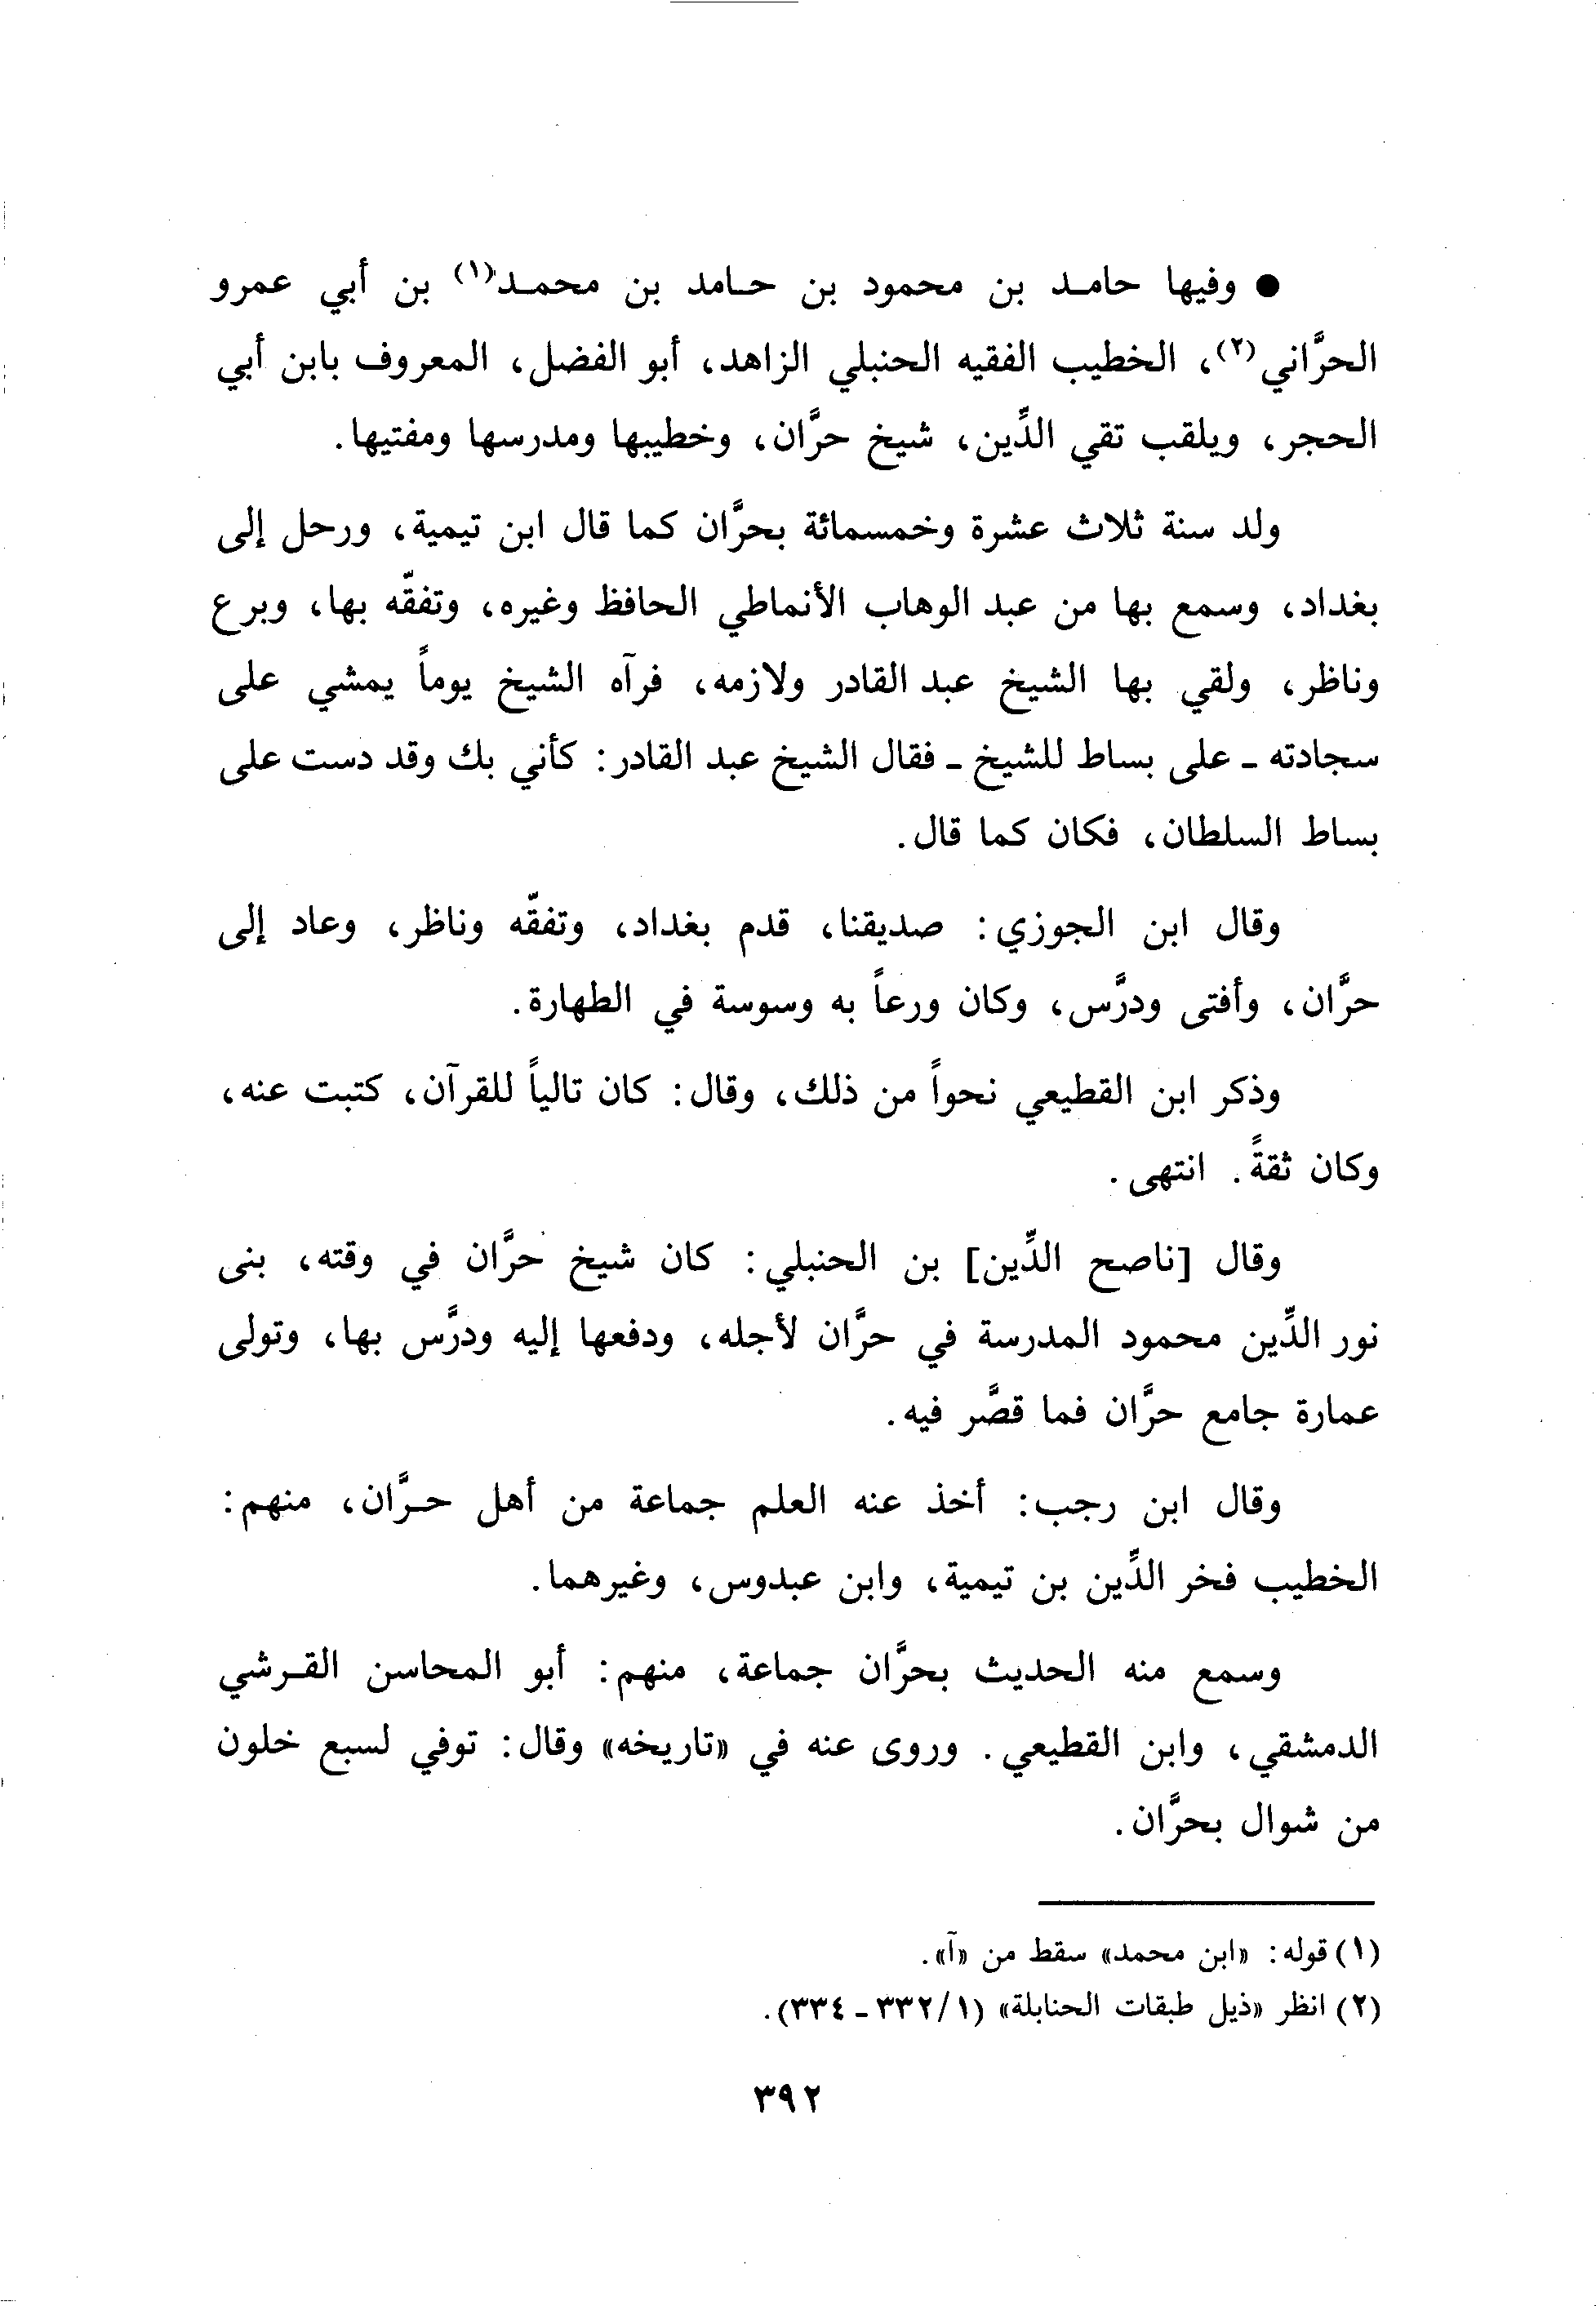 ● وفيها حامد بن محمود بن حامد بن محمد(١) بن أبي عمرو
الحرَّاني(٢)، الخطيب الفقيه الحنبلي الزاهد، أبو الفضل، المعروف بابن أبي
الحجر، ويلقب تقي الدِّين، شيخ حرَّان، وخطيبها ومدرسها ومفتيها.
ولد سنة ثلاث عشرة وخمسمائة بحرَّان كما قال ابن تيمية، ورحل إلى
بغداد، وسمع بها من عبد الوهاب الأنماطي الحافظ وغيره، وتفقّه بها، وبرع
وناظر، ولقي بها الشيخ عبد القادر ولازمه، فرآه الشيخ يوماً يمشي على
سجادته - على بساط للشيخ - فقال الشيخ عبد القادر: كأني بك وقد دست على
بساط السلطان، فكان كما قال.
وقال ابن الجوزي: صديقنا، قدم بغداد، وتفقّه وناظر، وعاد إلى
حرَّان، وأفتى ودرَّس، وكان ورعاً به وسوسة في الطهارة.
وذكر ابن القطيعي نحواً من ذلك، وقال: كان تالياً للقرآن، كتبت عنه،
وكان ثقةً. انتهى.
وقال [ناصح الدِّين] بن الحنبلي: كان شيخ حرَّان في وقته، بنى
نور الدِّين محمود المدرسة في حرَّان لأجله، ودفعها إليه ودرَّس بها، وتولى
عمارة جامع حرَّان فما قصَّر فيه.
وقال ابن رجب: أخذ عنه العلم جماعة من أهل حرَّان، منهم:
الخطيب فخر الدِّين بن تيمية، وابن عبدوس، وغيرهما.
وسمع منه الحديث بحرَّان جماعة، منهم: أبو المحاسن القرشي
الدمشقي، وابن القطيعي. وروى عنه في «تاريخه» وقال: توفي لسبع خلون
من شوال بحرَّان.
(١) قوله: «ابن محمد» سقط من «آ».
(٢) انظر «ذيل طبقات الحنابلة» (١/٣٣٢ - ٣٣٤).
٣٩٢